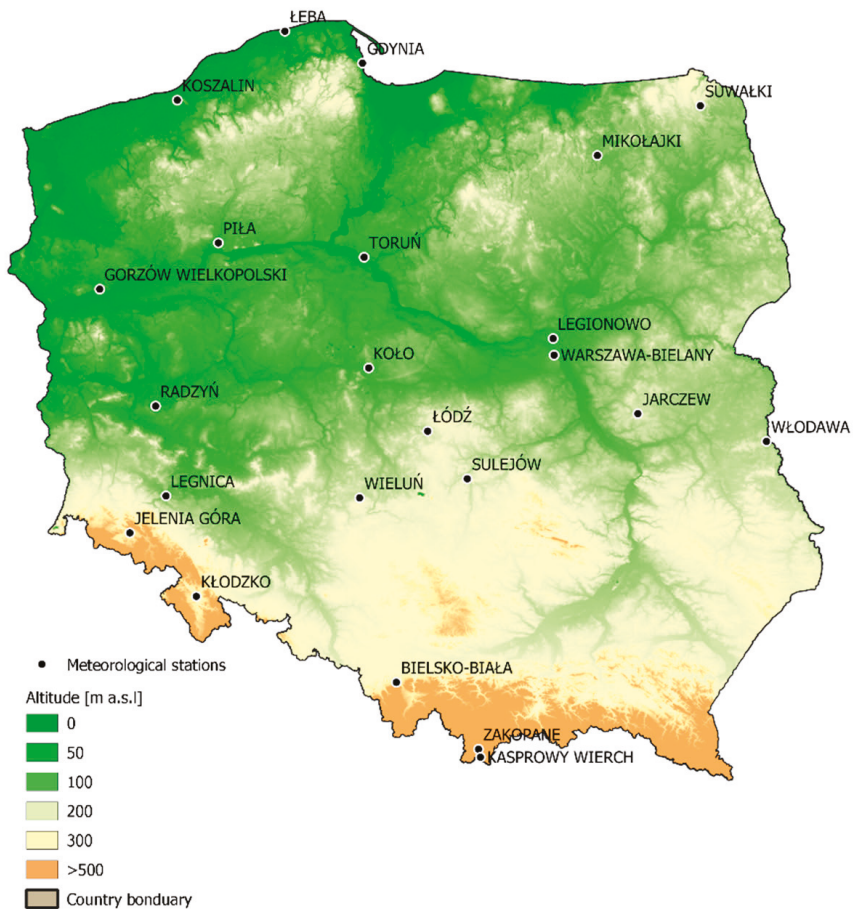 ŁEBA
GDYNIA
KOSZALIN
SUWAŁKI
MIKOŁAJKI
PIŁA
TORUŃ
GORZÓW WIELKOPOLSKI
LEGIONOWO
WARSZAWA-BIELANY
KOŁO
RADZYŃ
JARCZEW
ŁÓDŹ
WŁODAWA
SULEJÓW
LEGNICA
WIELUŃ
JELENIA GÓRA
KŁODZKO
BIELSKO-BIAŁA
ZAKOPANE
KASPROWY WIERCH
Meteorological stations
Altitude [m a.s.l]
0
50
100
200
300
>500
Country bonduary